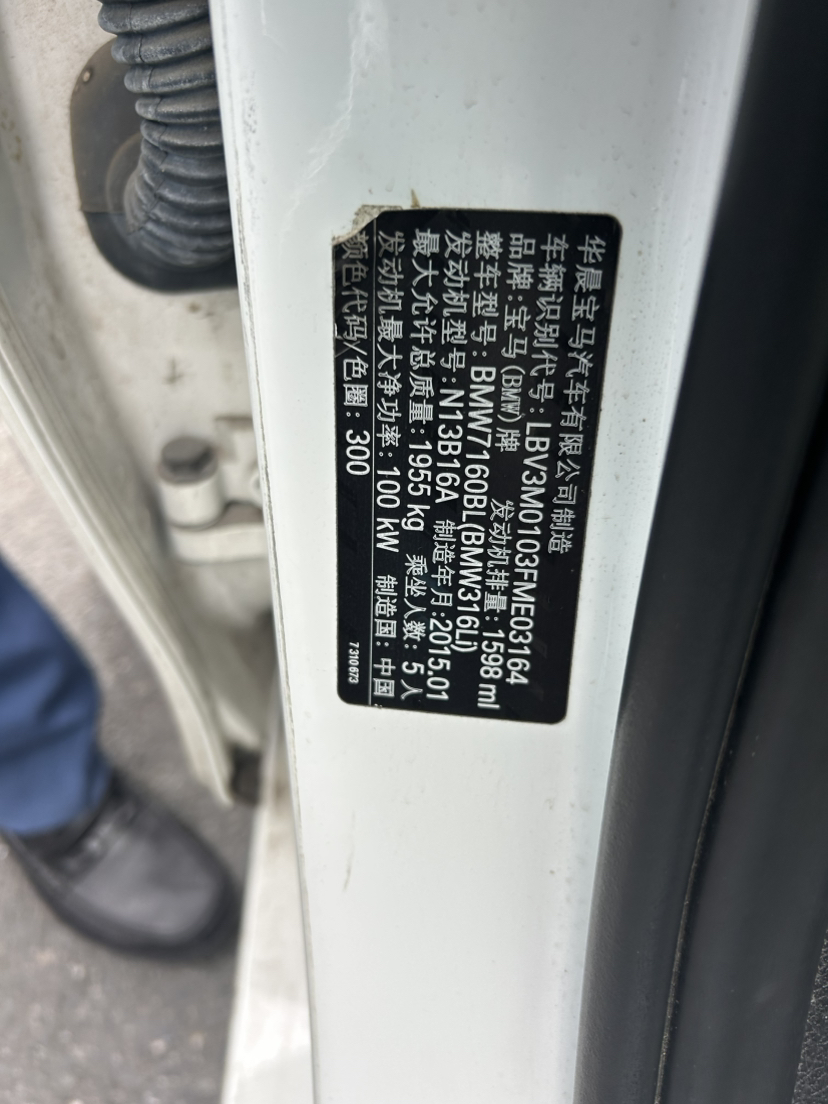 华晨宝马汽车有限公司制造
车辆识别代号:LBV3M0103FME03164
品牌:宝马(BMW)牌 发动机排量:1598 ml
整车型号:BMW7160BL(BMW316Li)
发动机型号:N13B16A 制造年月:2015.01
最大允许总质量:1955 kg 乘坐人数:5人
发动机最大净功率:100 kW 制造国:中国
颜色代码/色圈:300
7310673